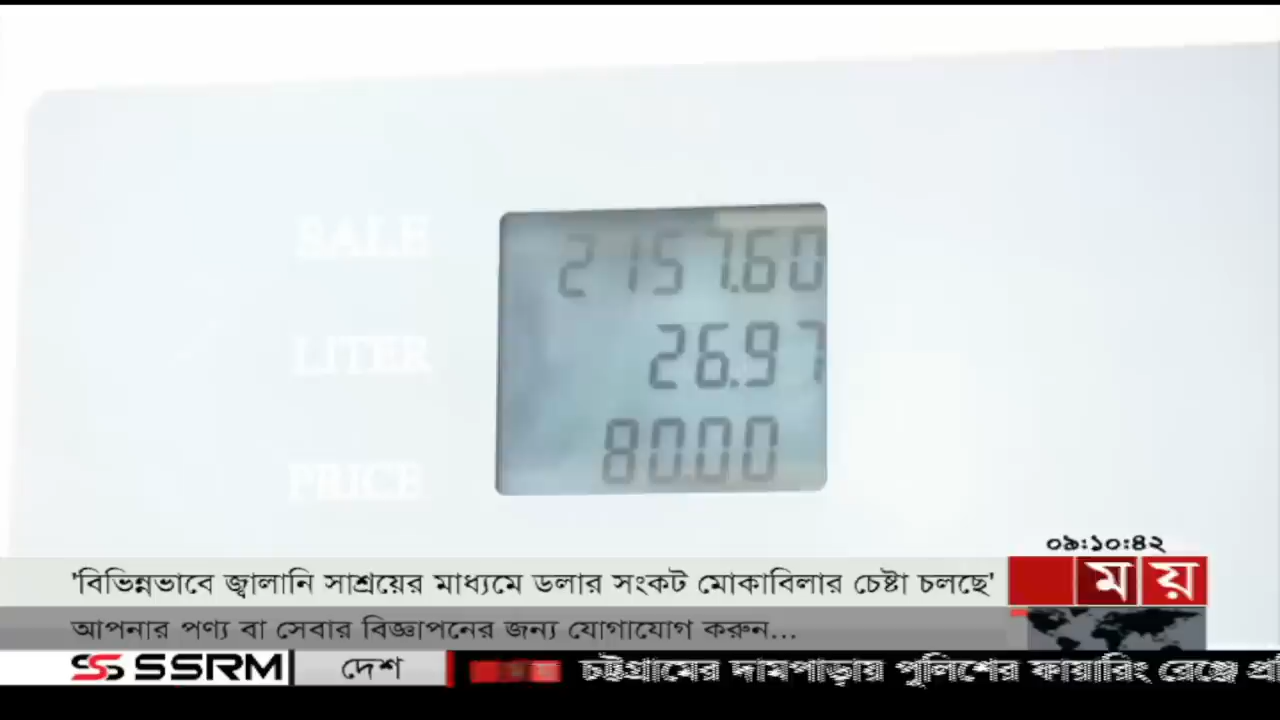 SALE 2157.60
LITER 26.97
PRICE 80.00
০৯:১০:৪২
'বিভিন্নভাবে জ্বালানি সাশ্রয়ের মাধ্যমে ডলার সংকট মোকাবিলার চেষ্টা চলছে'
ময়
আপনার পণ্য বা সেবার বিজ্ঞাপনের জন্য যোগাযোগ করুন...
SSRM দেশ চট্টগ্রামের দামপাড়ায় পুলিশের ফায়ারিং রেঞ্জে প্র